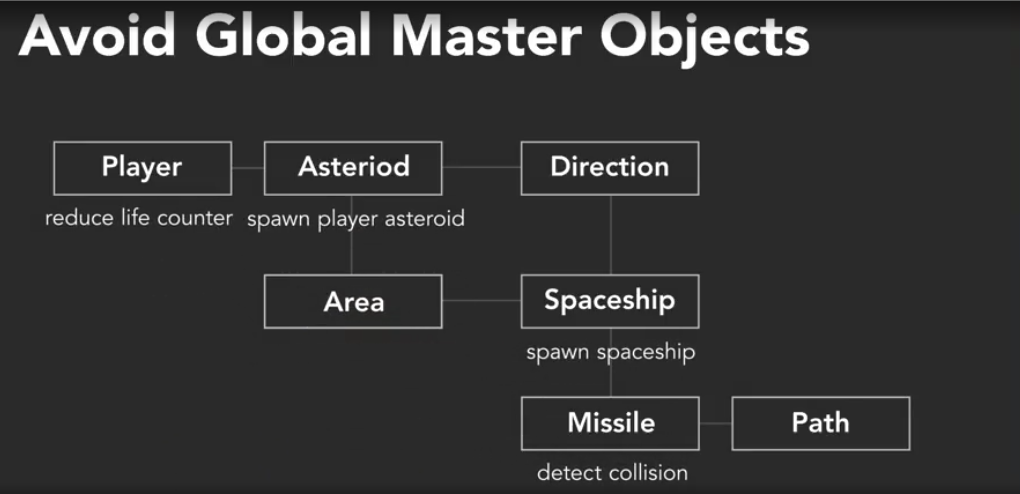 Avoid Global Master Objects
Player
Asteriod
Direction
reduce life counter
spawn player asteroid
Area
Spaceship
spawn spaceship
Missile
Path
detect collision